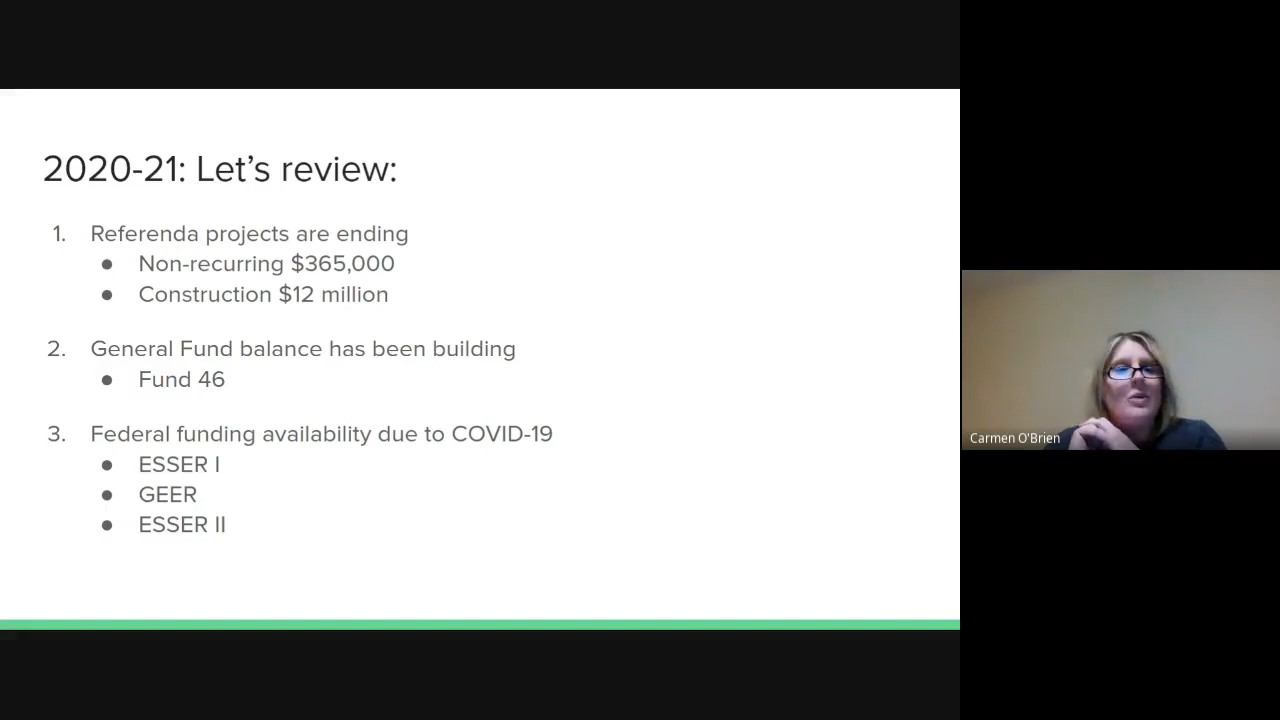 2020-21: Let’s review:
1. Referenda projects are ending
● Non-recurring $365,000
● Construction $12 million
2. General Fund balance has been building
● Fund 46
3. Federal funding availability due to COVID-19
● ESSER I
● GEER
● ESSER II
Carmen O'Brien